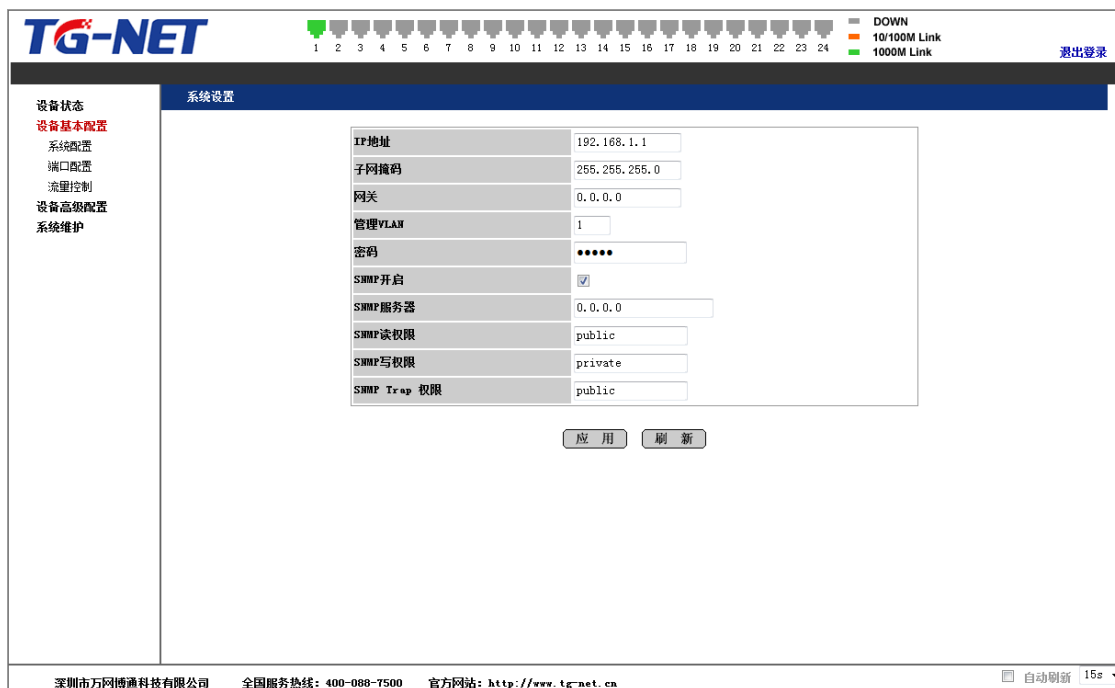 TG-NET
1 2 3 4 5 6 7 8 9 10 11 12 13 14 15 16 17 18 19 20 21 22 23 24
DOWN
10/100M Link
1000M Link
退出登录
设备状态
设备基本配置
系统配置
端口配置
流量控制
设备高级配置
系统维护
系统设置
IP地址 192.168.1.1
子网掩码 255.255.255.0
网关 0.0.0.0
管理VLAN 1
密码 •••••
SNMP开启
SNMP服务器 0.0.0.0
SNMP读权限 public
SNMP写权限 private
SNMP Trap 权限 public
应 用 刷 新
深圳市万网博通科技有限公司 全国服务热线：400-088-7500 官方网站：http://www.tg-net.cn
自动刷新 15s